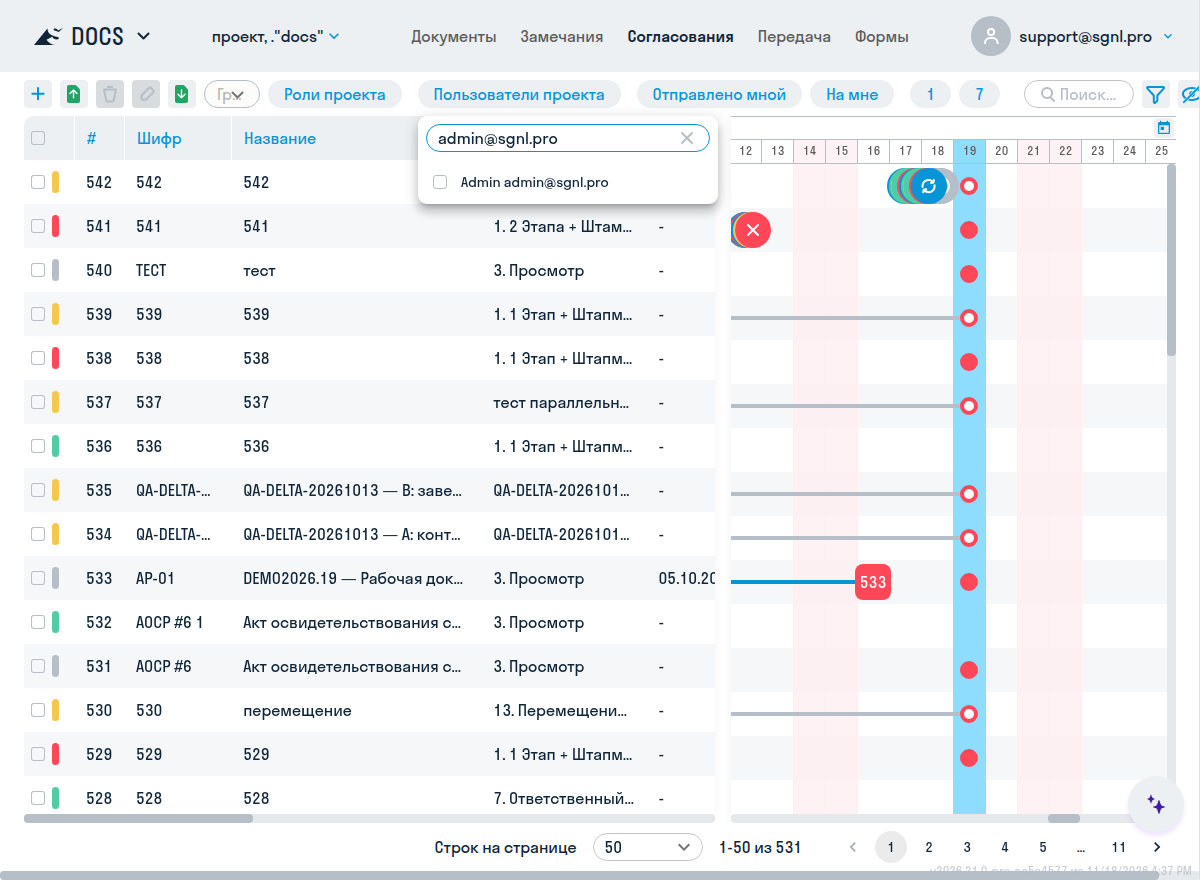 DOCS
проект, ."docs"
Документы Замечания Согласования Передача Формы
support@sgnl.pro
Гр...
Роли проекта
Пользователи проекта
Отправлено мной
На мне
1
7
Поиск...
# Шифр Название
admin@sgnl.pro
Admin admin@sgnl.pro
12 13 14 15 16 17 18 19 20 21 22 23 24 25
542 542 542
541 541 541 1. 2 Этапа + Штам... -
540 ТЕСТ тест 3. Просмотр -
539 539 539 1. 1 Этап + Штапм... -
538 538 538 1. 1 Этап + Штапм... -
537 537 537 тест параллельн... -
536 536 536 1. 1 Этап + Штапм... -
535 QA-DELTA-... QA-DELTA-20261013 — B: заве... QA-DELTA-2026101... -
534 QA-DELTA-... QA-DELTA-20261013 — A: конт... QA-DELTA-2026101... -
533 АР-01 DEMO2026.19 — Рабочая док... 3. Просмотр 05.10.20 533
532 АОСР #6 1 Акт освидетельствования с... 3. Просмотр -
531 АОСР #6 Акт освидетельствования с... 3. Просмотр -
530 530 перемещение 13. Перемещени... -
529 529 529 1. 1 Этап + Штапм... -
528 528 528 7. Ответственный... -
Строк на странице 50 1-50 из 531 1 2 3 4 5 ... 11